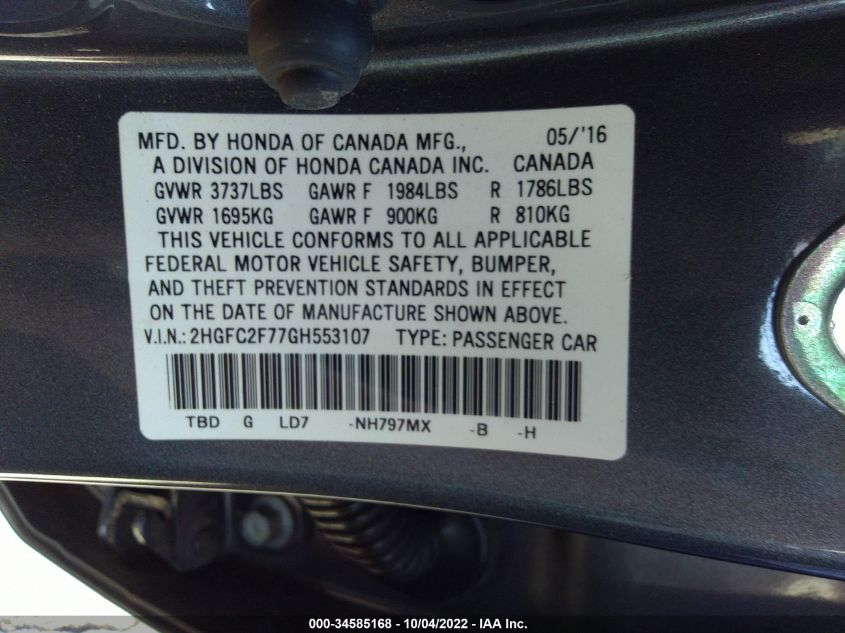 MFD. BY HONDA OF CANADA MFG., 05/'16
A DIVISION OF HONDA CANADA INC. CANADA
GVWR 3737LBS GAWR F 1984LBS R 1786LBS
GVWR 1695KG GAWR F 900KG R 810KG
THIS VEHICLE CONFORMS TO ALL APPLICABLE
FEDERAL MOTOR VEHICLE SAFETY, BUMPER,
AND THEFT PREVENTION STANDARDS IN EFFECT
ON THE DATE OF MANUFACTURE SHOWN ABOVE.
V.I.N.: 2HGFC2F77GH553107 TYPE: PASSENGER CAR
TBD G LD7 -NH797MX -B -H
000-34585168 - 10/04/2022 - IAA Inc.